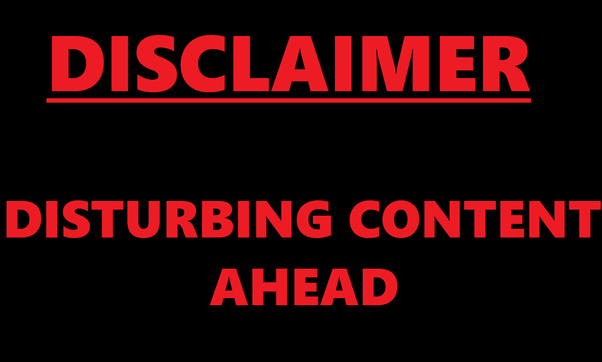 DISCLAIMER
DISTURBING CONTENT
AHEAD